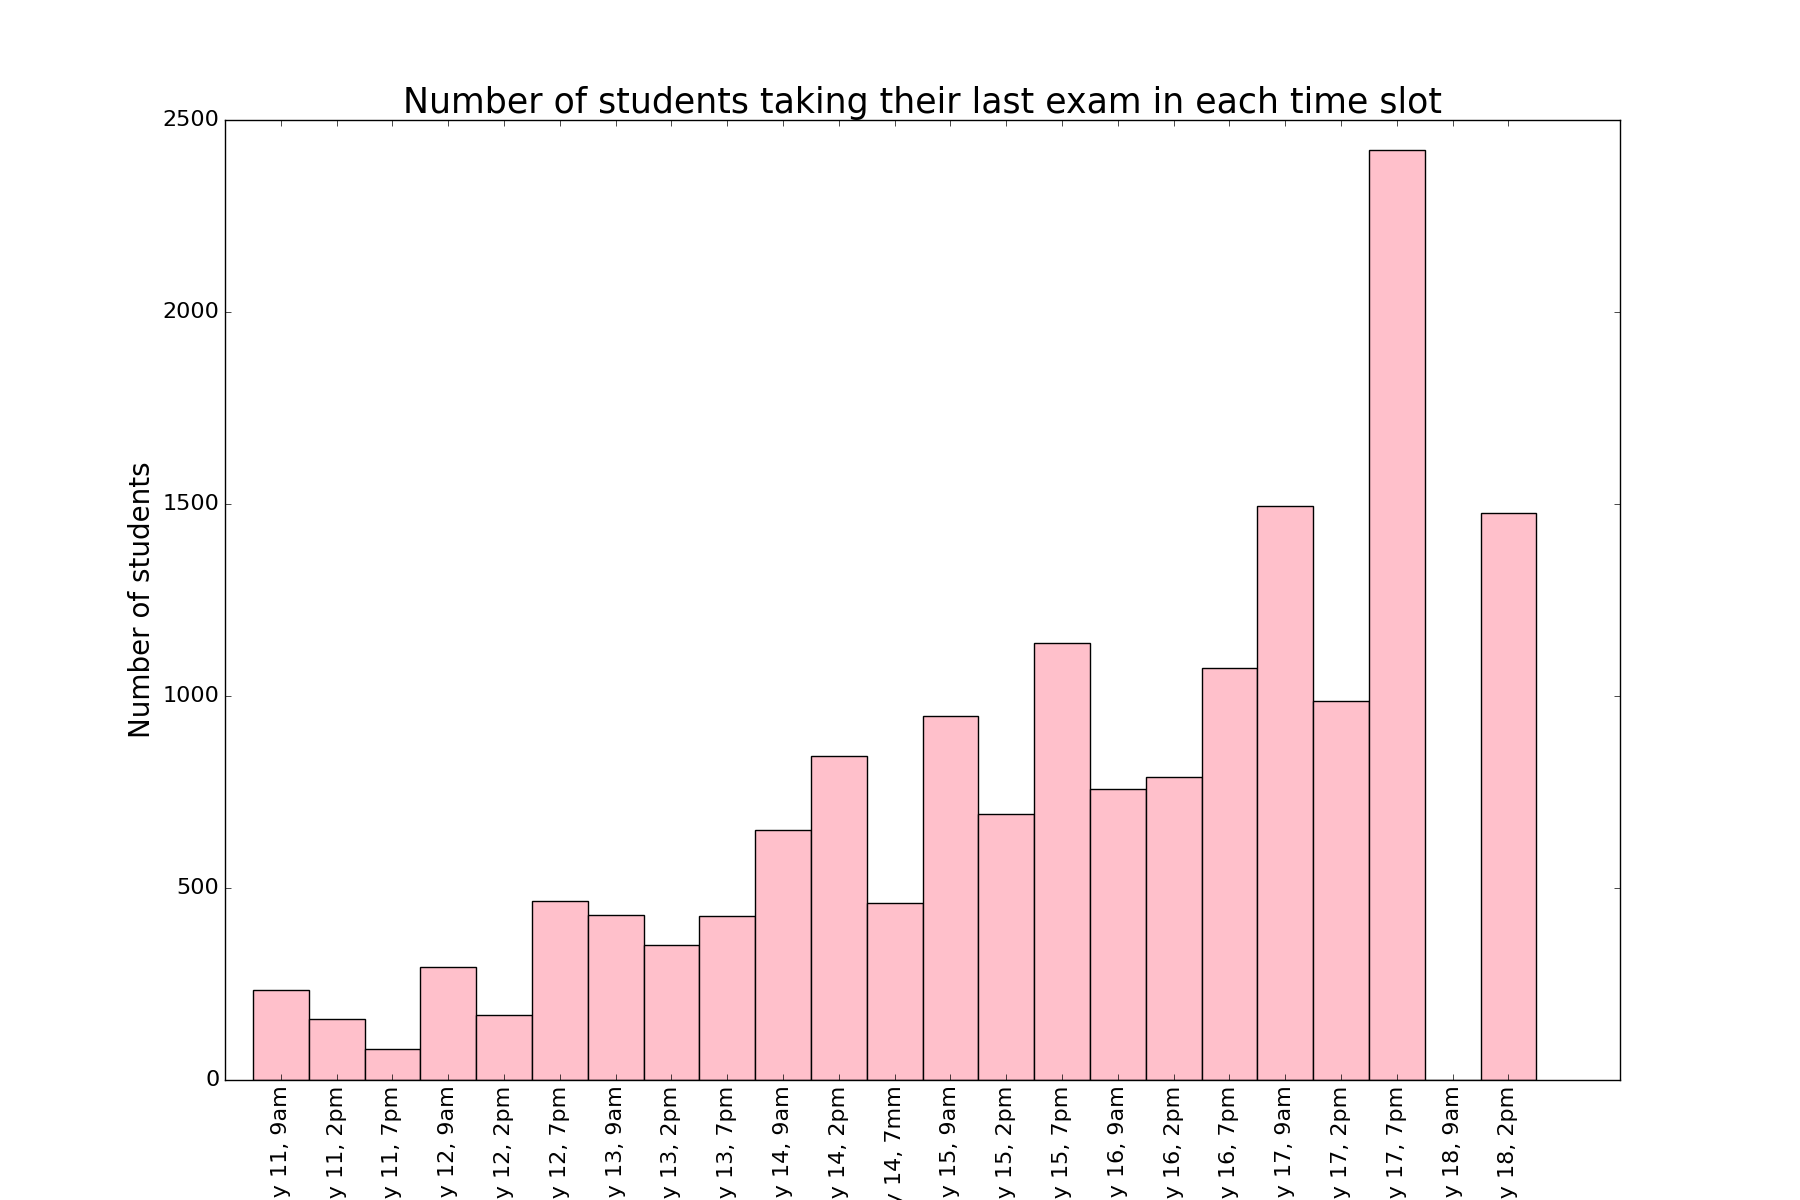 Number of students taking their last exam in each time slot
Number of students
2500
2000
1500
1000
500
0
y 11, 9am
y 11, 2pm
y 11, 7pm
y 12, 9am
y 12, 2pm
y 12, 7pm
y 13, 9am
y 13, 2pm
y 13, 7pm
y 14, 9am
y 14, 2pm
y 14, 7mm
y 15, 9am
y 15, 2pm
y 15, 7pm
y 16, 9am
y 16, 2pm
y 16, 7pm
y 17, 9am
y 17, 2pm
y 17, 7pm
y 18, 9am
y 18, 2pm